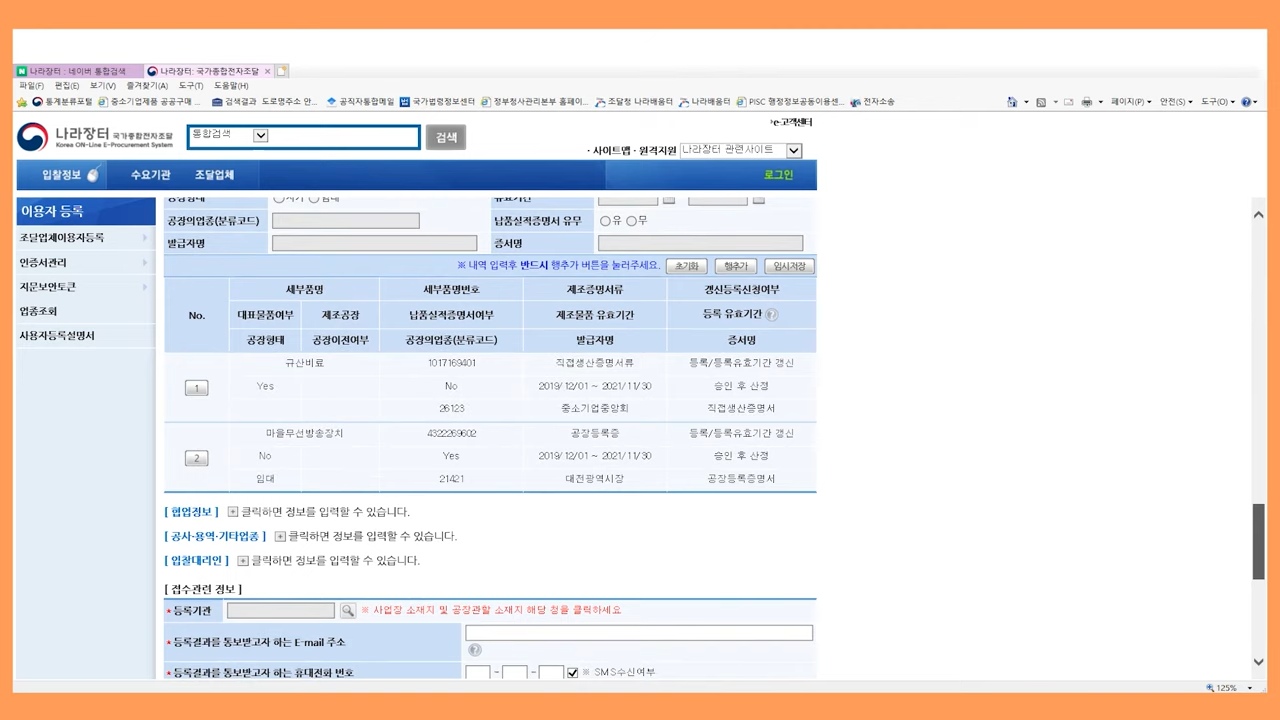 나라장터 : 네이버 통합검색
나라장터: 국가종합전자조달
파일(F) 편집(E) 보기(V) 즐겨찾기(A) 도구(T) 도움말(H)
통계분류포털 중소기업제품 공공구매 ... 검색결과 도로명주소 안... 공직자통합메일 국가법령정보센터 정부청사관리본부 홈페이... 조달청 나라배움터 나라배움터 PISC 행정정보공동이용센... 전자소송
페이지(P) 안전(S) 도구(O)
나라장터 국가종합전자조달
Korea ON-Line E-Procurement System
통합검색
검색
e-고객센터
· 사이트맵 · 원격지원
나라장터 관련사이트
입찰정보 수요기관 조달업체 로그인
이용자 등록
조달업체이용자등록
인증서관리
지문보안토큰
업종조회
사용자등록설명서
공장형태 자가 임대 유효기간
공장의업종(분류코드) 납품실적증명서 유무 유 무
발급자명 증서명
※ 내역 입력후 반드시 행추가 버튼을 눌러주세요. 초기화 행추가 임시저장
No. 세부품명 세부품명번호 제조증명서류 갱신등록신청여부
대표물품여부 제조공장 납품실적증명서여부 제조물품 유효기간 등록 유효기간
공장형태 공장이전여부 공장의업종(분류코드) 발급자명 증서명
1 규산비료 1017169401 직접생산증명서류 등록/등록유효기간 갱신
Yes No 2019/12/01 ~ 2021/11/30 승인 후 산정
26123 중소기업중앙회 직접생산증명서
2 마을무선방송장치 4322269602 공장등록증 등록/등록유효기간 갱신
No Yes 2019/12/01 ~ 2021/11/30 승인 후 산정
임대 21421 대전광역시장 공장등록증명서
[ 협업정보 ] + 클릭하면 정보를 입력할 수 있습니다.
[ 공사·용역·기타업종 ] + 클릭하면 정보를 입력할 수 있습니다.
[ 입찰대리인 ] + 클릭하면 정보를 입력할 수 있습니다.
[ 접수관련 정보 ]
* 등록기관 ※ 사업장 소재지 및 공장관할 소재지 해당 청을 클릭하세요
* 등록결과를 통보받고자 하는 E-mail 주소
* 등록결과를 통보받고자 하는 휴대전화 번호 - - ※ SMS수신여부
125%